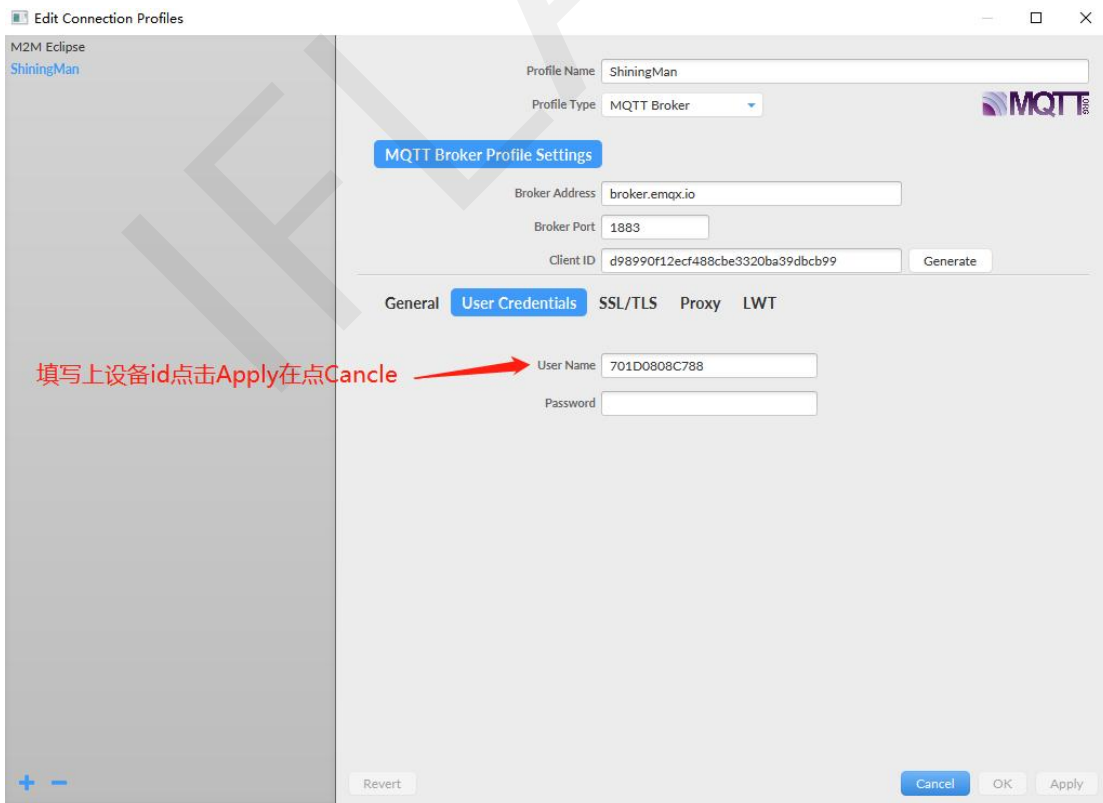 Edit Connection Profiles
M2M Eclipse
ShiningMan
Profile Name ShiningMan
Profile Type MQTT Broker
MQTT.ORG
MQTT Broker Profile Settings
Broker Address broker.emqx.io
Broker Port 1883
Client ID d98990f12ecf488cbe3320ba39dbcb99 Generate
General User Credentials SSL/TLS Proxy LWT
填写上设备id点击Apply在点Cancle
User Name 701D0808C788
Password
Revert Cancel OK Apply